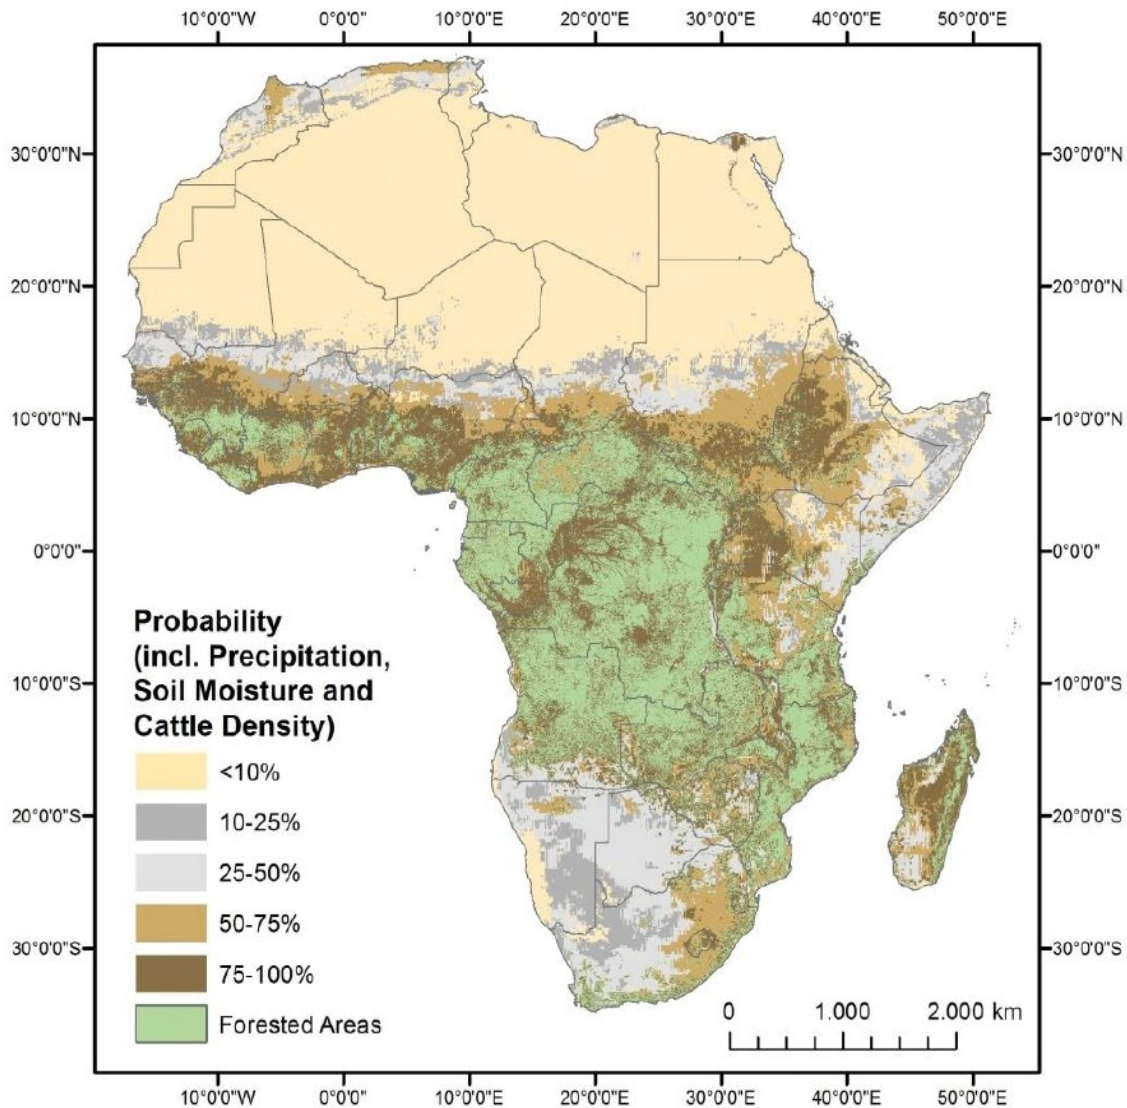 10°0'0"W 0°0'0" 10°0'0"E 20°0'0"E 30°0'0"E 40°0'0"E 50°0'0"E
30°0'0"N 30°0'0"N
20°0'0"N 20°0'0"N
10°0'0"N 10°0'0"N
0°0'0" 0°0'0"
10°0'0"S 10°0'0"S
20°0'0"S 20°0'0"S
30°0'0"S 30°0'0"S
Probability
(incl. Precipitation,
Soil Moisture and
Cattle Density)
<10%
10-25%
25-50%
50-75%
75-100%
Forested Areas
0 1.000 2.000 km
10°0'0"W 0°0'0" 10°0'0"E 20°0'0"E 30°0'0"E 40°0'0"E 50°0'0"E